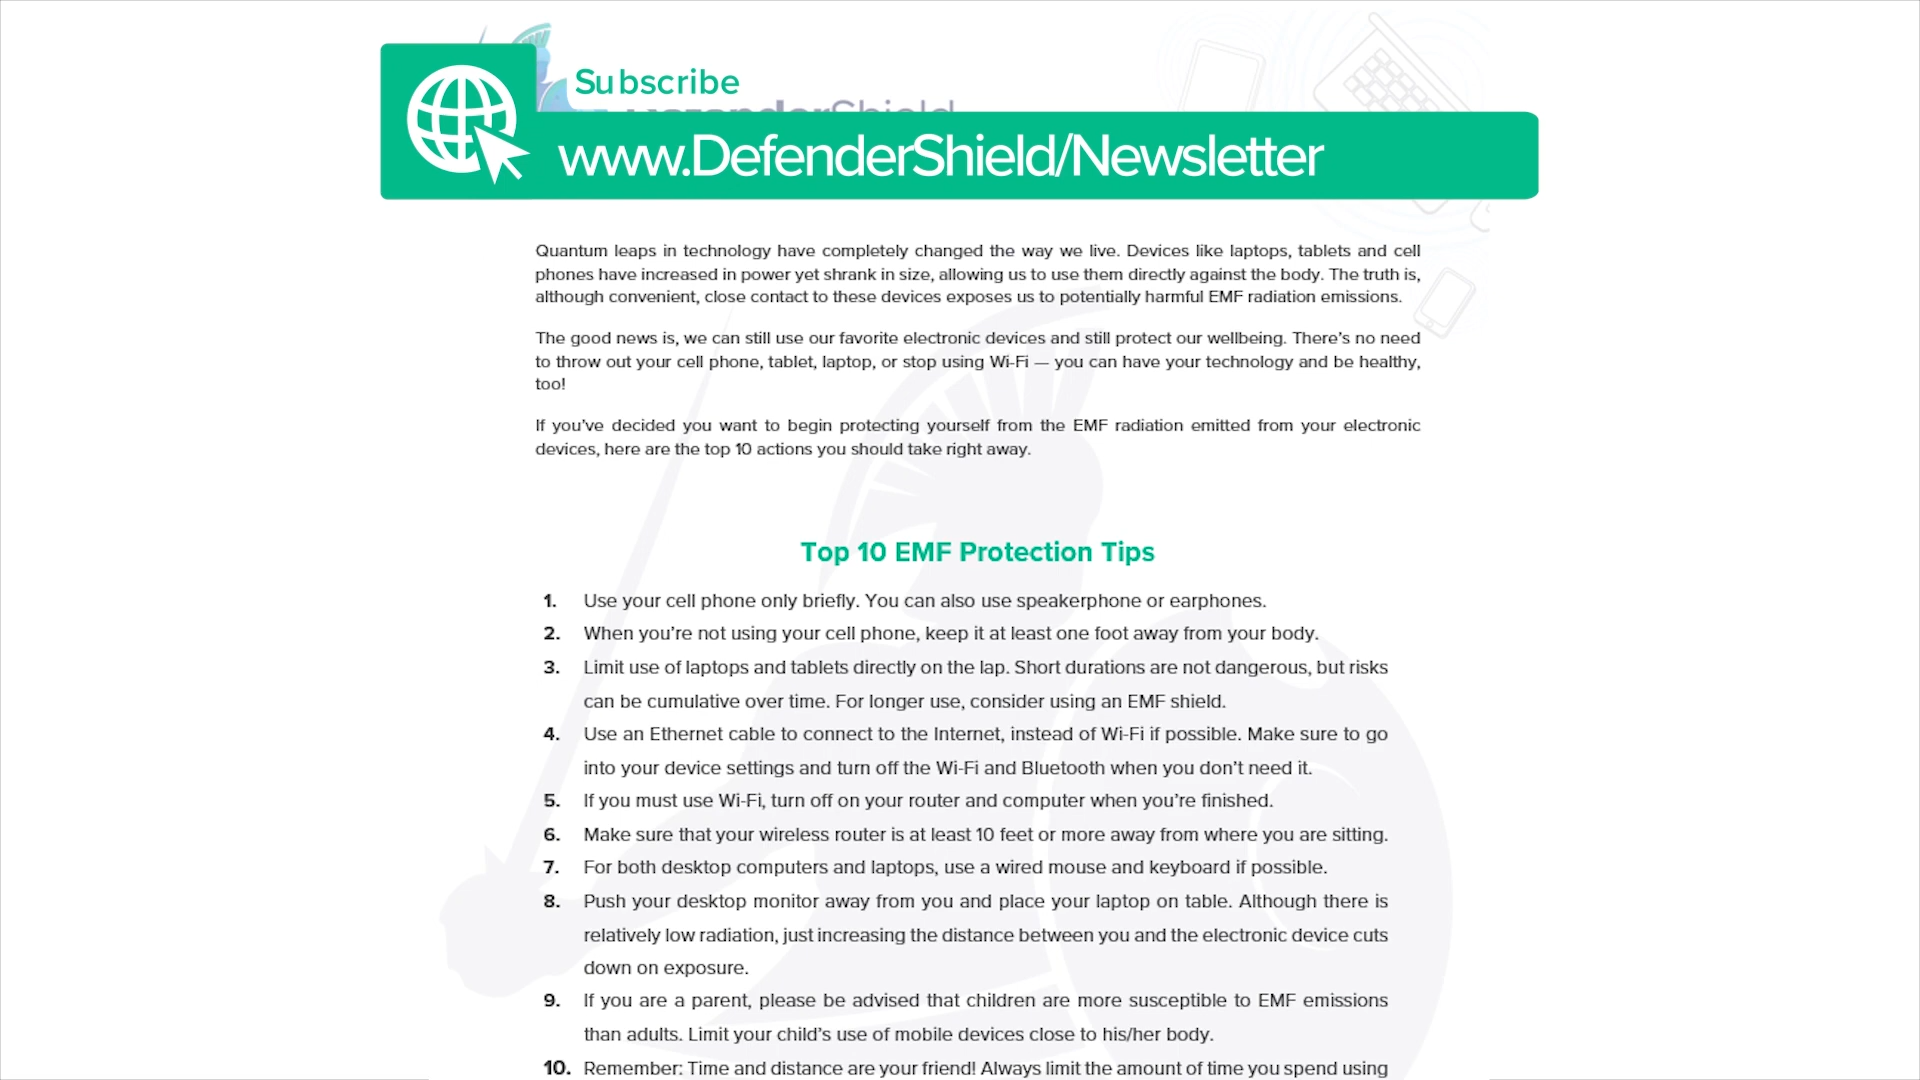 Subscribe
DefenderShield
www.DefenderShield/Newsletter
Quantum leaps in technology have completely changed the way we live. Devices like laptops, tablets and cell
phones have increased in power yet shrank in size, allowing us to use them directly against the body. The truth is,
although convenient, close contact to these devices exposes us to potentially harmful EMF radiation emissions.
The good news is, we can still use our favorite electronic devices and still protect our wellbeing. There's no need
to throw out your cell phone, tablet, laptop, or stop using Wi-Fi — you can have your technology and be healthy,
too!
If you've decided you want to begin protecting yourself from the EMF radiation emitted from your electronic
devices, here are the top 10 actions you should take right away.
Top 10 EMF Protection Tips
1. Use your cell phone only briefly. You can also use speakerphone or earphones.
2. When you're not using your cell phone, keep it at least one foot away from your body.
3. Limit use of laptops and tablets directly on the lap. Short durations are not dangerous, but risks
can be cumulative over time. For longer use, consider using an EMF shield.
4. Use an Ethernet cable to connect to the Internet, instead of Wi-Fi if possible. Make sure to go
into your device settings and turn off the Wi-Fi and Bluetooth when you don't need it.
5. If you must use Wi-Fi, turn off on your router and computer when you're finished.
6. Make sure that your wireless router is at least 10 feet or more away from where you are sitting.
7. For both desktop computers and laptops, use a wired mouse and keyboard if possible.
8. Push your desktop monitor away from you and place your laptop on table. Although there is
relatively low radiation, just increasing the distance between you and the electronic device cuts
down on exposure.
9. If you are a parent, please be advised that children are more susceptible to EMF emissions
than adults. Limit your child's use of mobile devices close to his/her body.
10. Remember: Time and distance are your friend! Always limit the amount of time you spend using